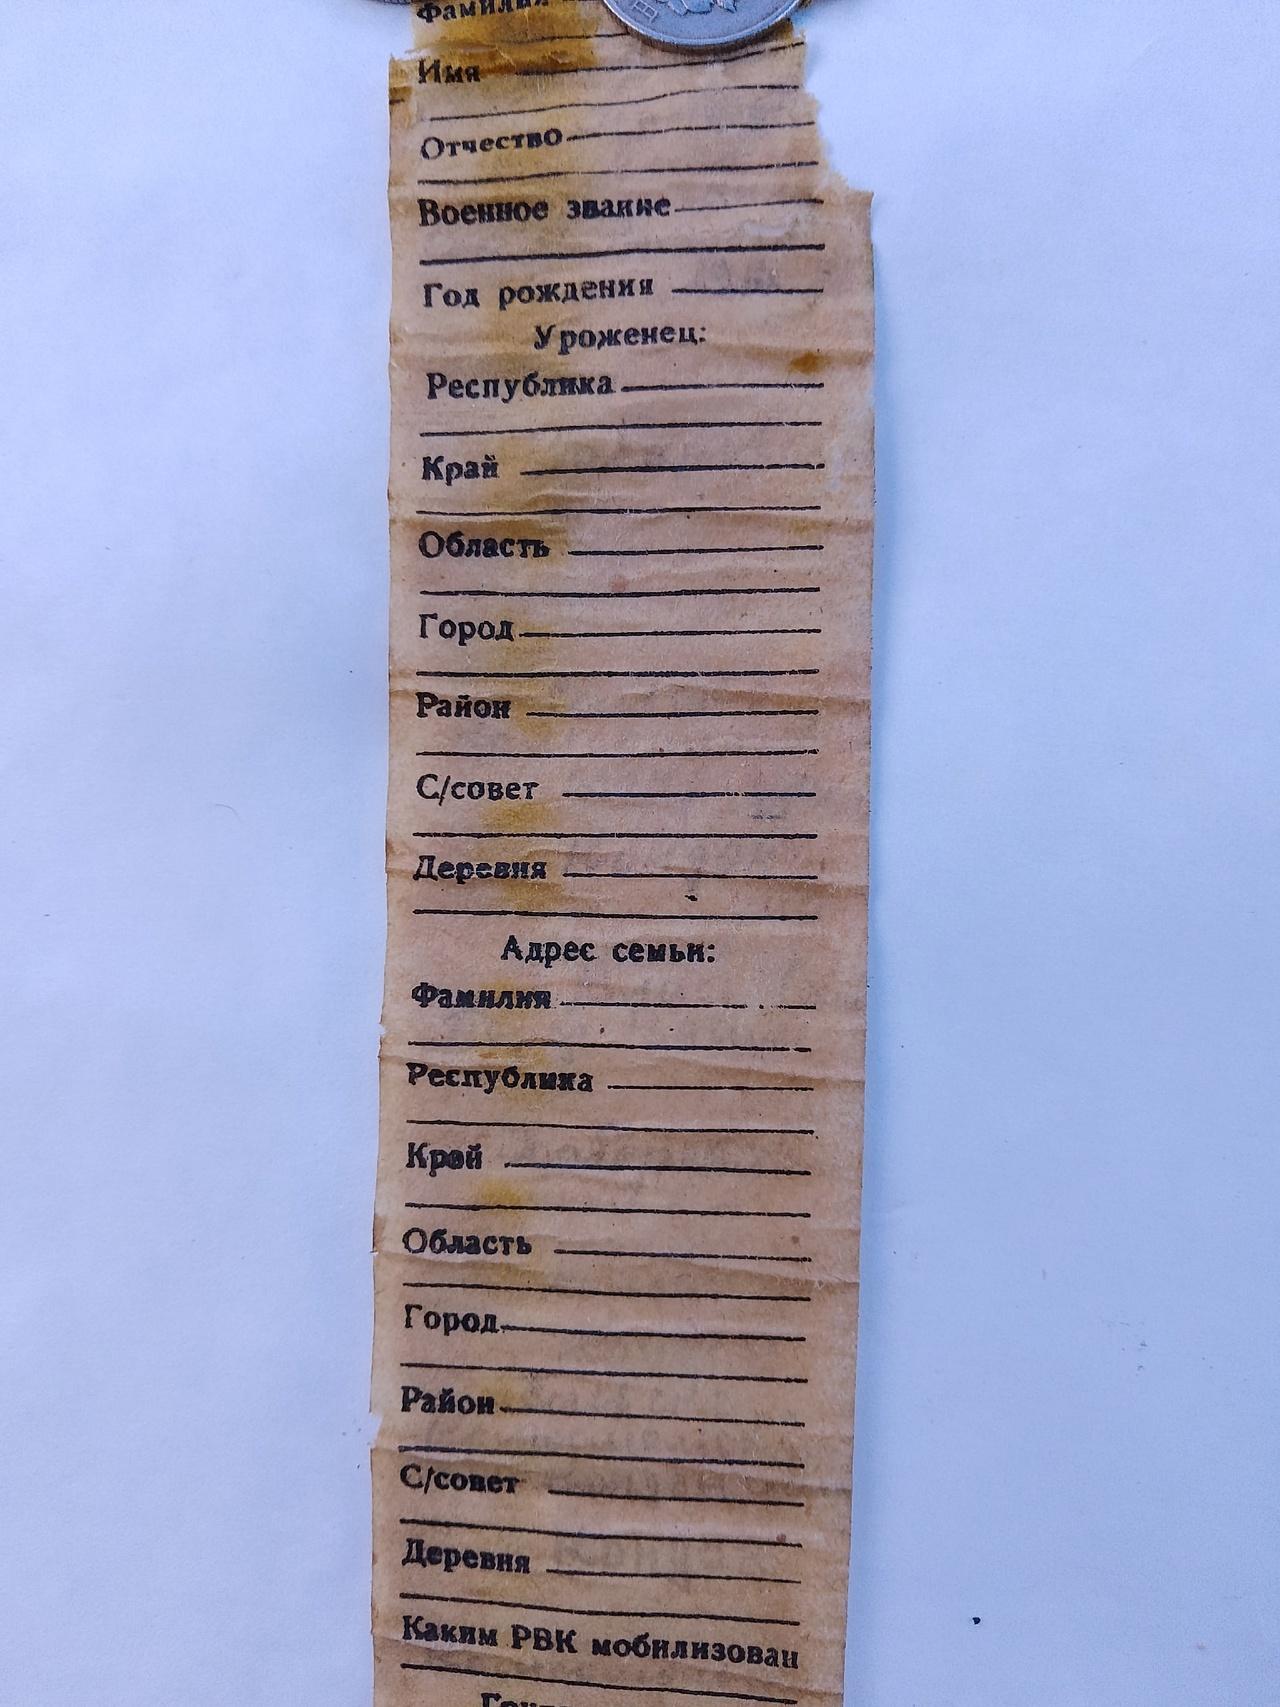 Фамилия
Имя
Отчество
Военное звание
Год рождения
Уроженец:
Республика
Край
Область
Город
Район
С/совет
Деревня
Адрес семьи:
Фамилия
Республика
Край
Область
Город
Район
С/совет
Деревня
Каким РВК мобилизован